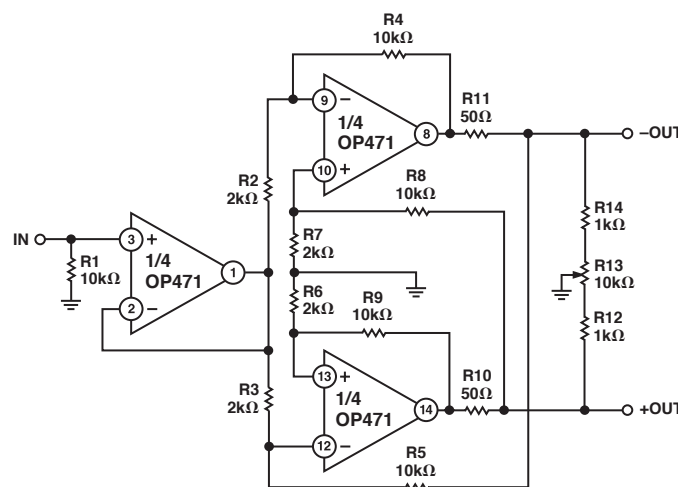 R4
10kΩ
9
–
1/4
OP471
8
10
+
R11
50Ω
–OUT
R2
2kΩ
R8
10kΩ
R7
2kΩ
R14
1kΩ
IN
3
+
1/4
OP471
1
2
–
R1
10kΩ
R13
10kΩ
R6
2kΩ
R9
10kΩ
R12
1kΩ
R3
2kΩ
13
+
1/4
OP471
14
12
–
R10
50Ω
+OUT
R5
10kΩ